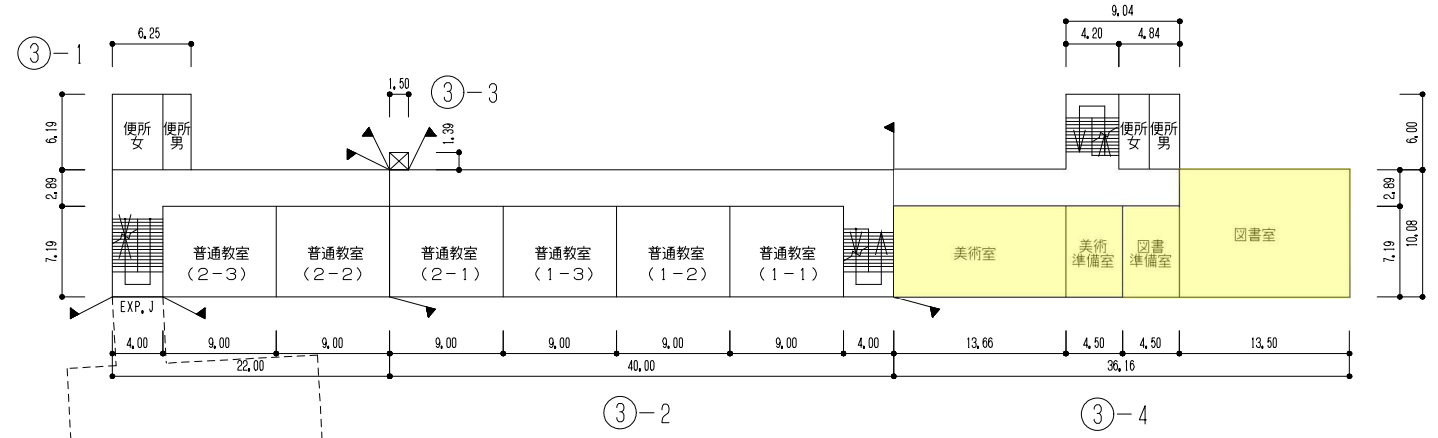 9.04
6.25
4.20
4.84
③-1
1.50
③-3
6.19
便所
女
便所
男
1.39
便所
女
便所
男
6.00
2.89
2.89
10.08
7.19
普通教室
(2-3)
普通教室
(2-2)
普通教室
(2-1)
普通教室
(1-3)
普通教室
(1-2)
普通教室
(1-1)
美術室
美術
準備室
図書
準備室
図書室
7.19
EXP.J
4.00
9.00
9.00
9.00
9.00
9.00
9.00
4.00
13.66
4.50
4.50
13.50
22.00
40.00
36.16
③-2
③-4